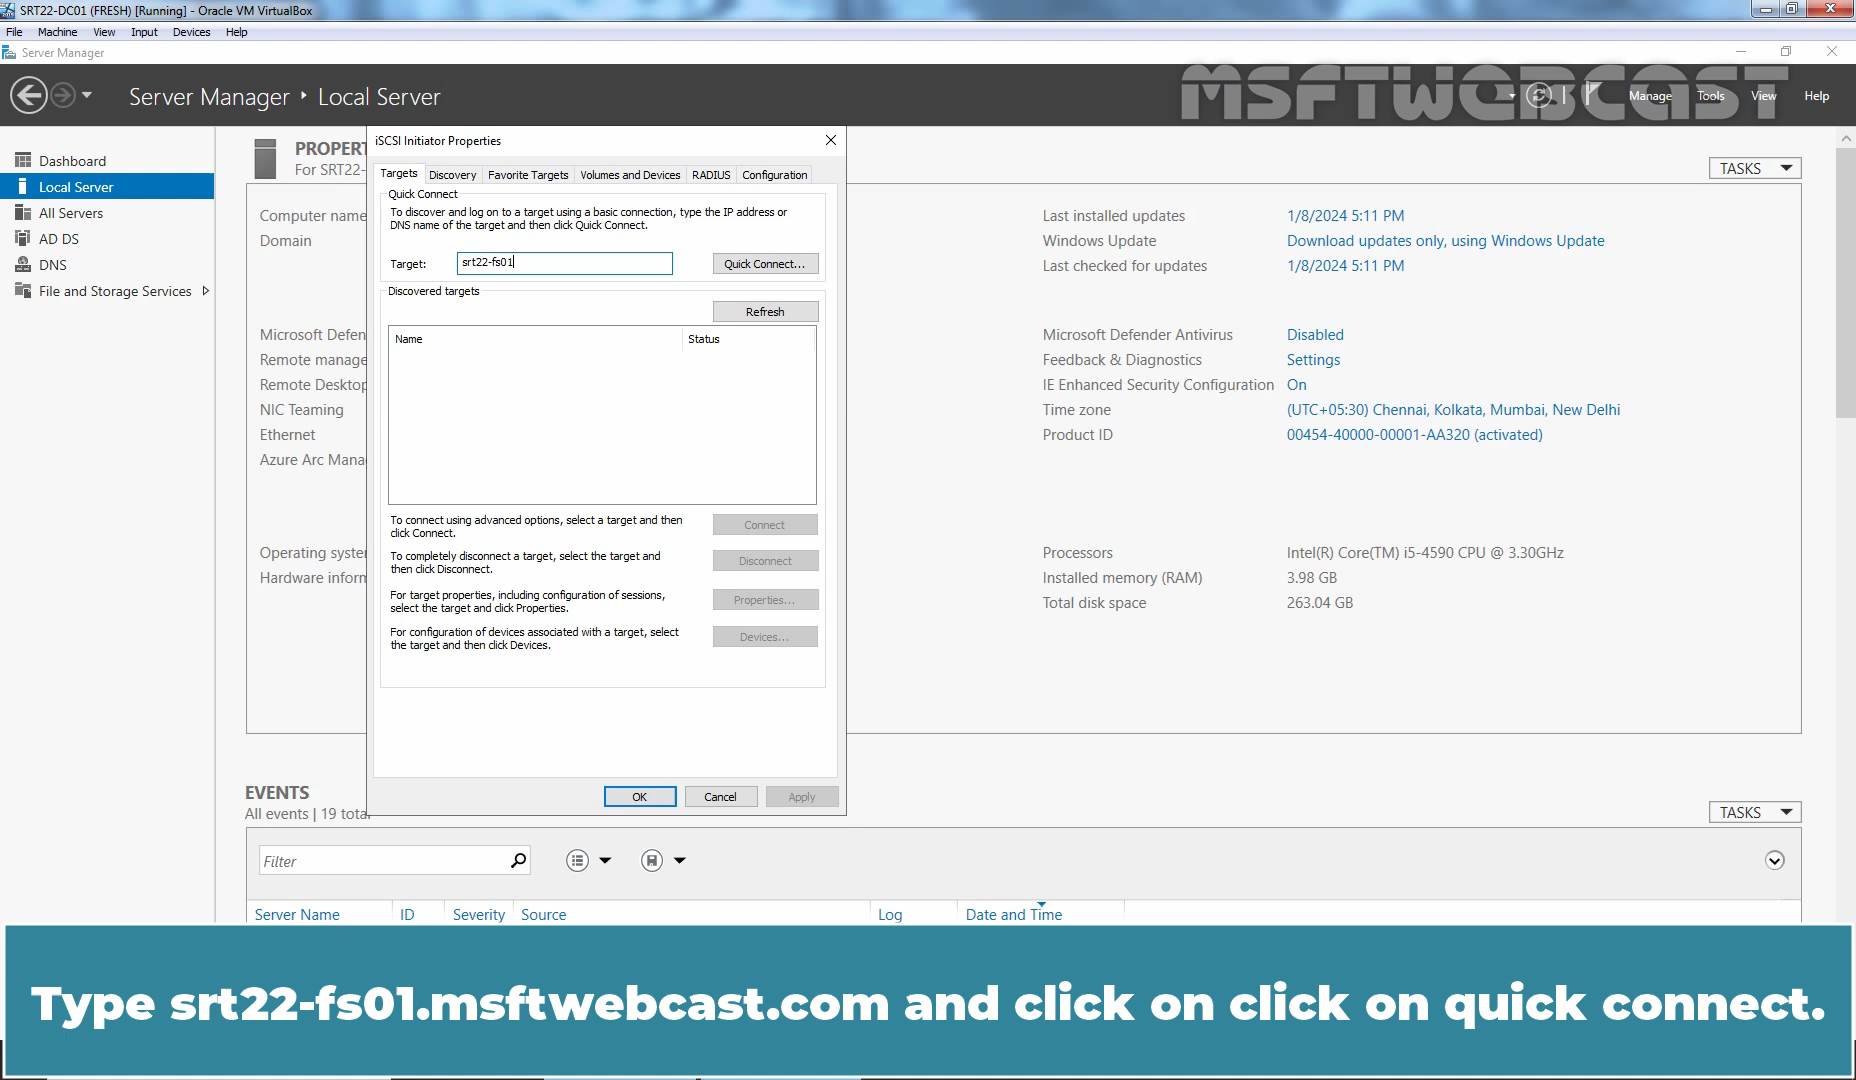 SRT22-DC01 (FRESH) [Running] - Oracle VM VirtualBox
File Machine View Input Devices Help
Server Manager
Server Manager ‣ Local Server
MSFTWEBCAST
Manage Tools View Help
Dashboard
Local Server
All Servers
AD DS
DNS
File and Storage Services
PROPERT
For SRT22-
TASKS
Computer name
Domain
Microsoft Defen
Remote manage
Remote Desktop
NIC Teaming
Ethernet
Azure Arc Mana
Operating syste
Hardware inforn
iSCSI Initiator Properties
Targets Discovery Favorite Targets Volumes and Devices RADIUS Configuration
Quick Connect
To discover and log on to a target using a basic connection, type the IP address or
DNS name of the target and then click Quick Connect.
Target: srt22-fs01 Quick Connect...
Discovered targets
Refresh
Name Status
To connect using advanced options, select a target and then
click Connect.
Connect
To completely disconnect a target, select the target and
then click Disconnect.
Disconnect
For target properties, including configuration of sessions,
select the target and click Properties.
Properties...
For configuration of devices associated with a target, select
the target and then click Devices.
Devices...
OK Cancel Apply
Last installed updates 1/8/2024 5:11 PM
Windows Update Download updates only, using Windows Update
Last checked for updates 1/8/2024 5:11 PM
Microsoft Defender Antivirus Disabled
Feedback & Diagnostics Settings
IE Enhanced Security Configuration On
Time zone (UTC+05:30) Chennai, Kolkata, Mumbai, New Delhi
Product ID 00454-40000-00001-AA320 (activated)
Processors Intel(R) Core(TM) i5-4590 CPU @ 3.30GHz
Installed memory (RAM) 3.98 GB
Total disk space 263.04 GB
EVENTS
All events | 19 total
TASKS
Filter
Server Name ID Severity Source Log Date and Time
Type srt22-fs01.msftwebcast.com and click on click on quick connect.